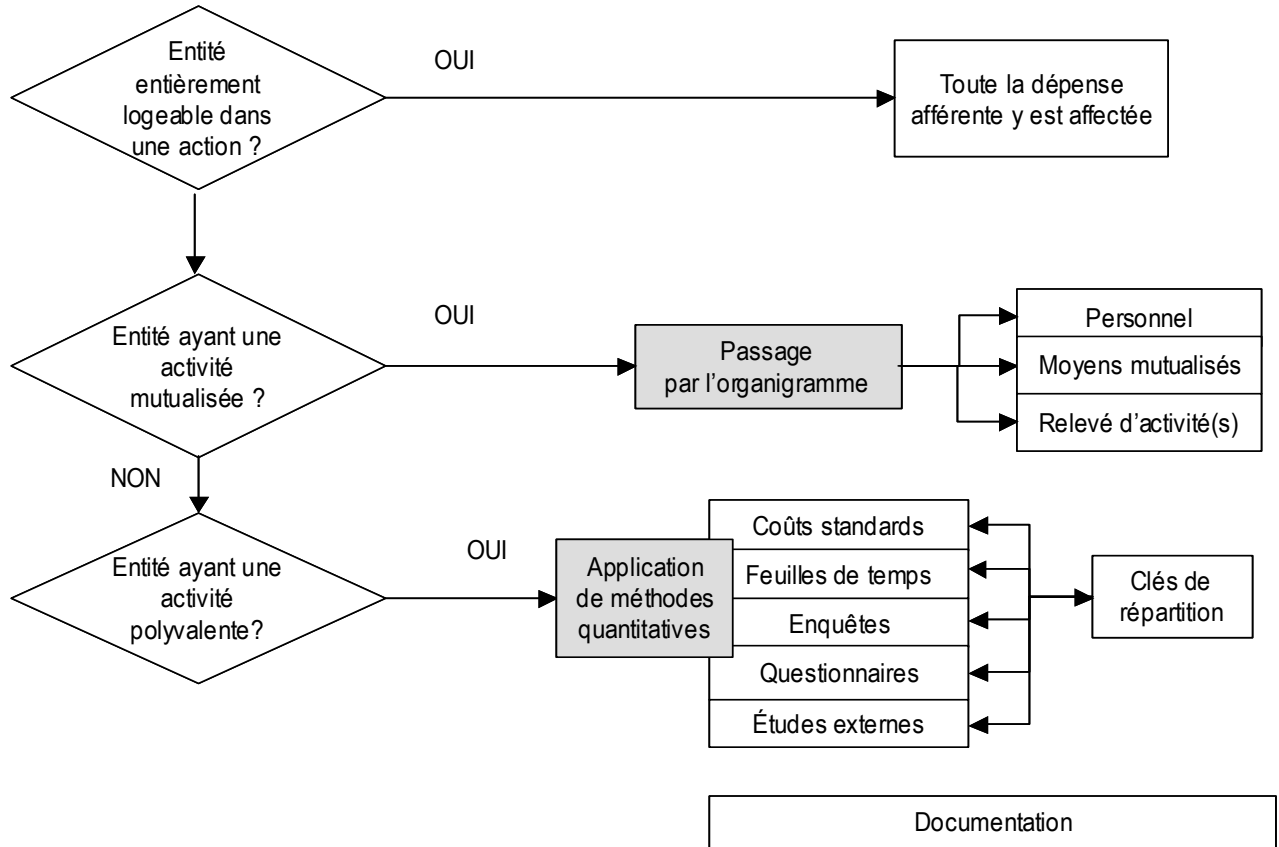 Entité
entièrement
logeable dans
une action ?
OUI
Toute la dépense
afférente y est affectée
Entité ayant une
activité
mutualisée ?
OUI
Passage
par l'organigramme
Personnel
Moyens mutualisés
Relevé d'activité(s)
NON
Entité ayant une
activité
polyvalente?
OUI
Application
de méthodes
quantitatives
Coûts standards
Feuilles de temps
Enquêtes
Questionnaires
Études externes
Clés de
répartition
Documentation